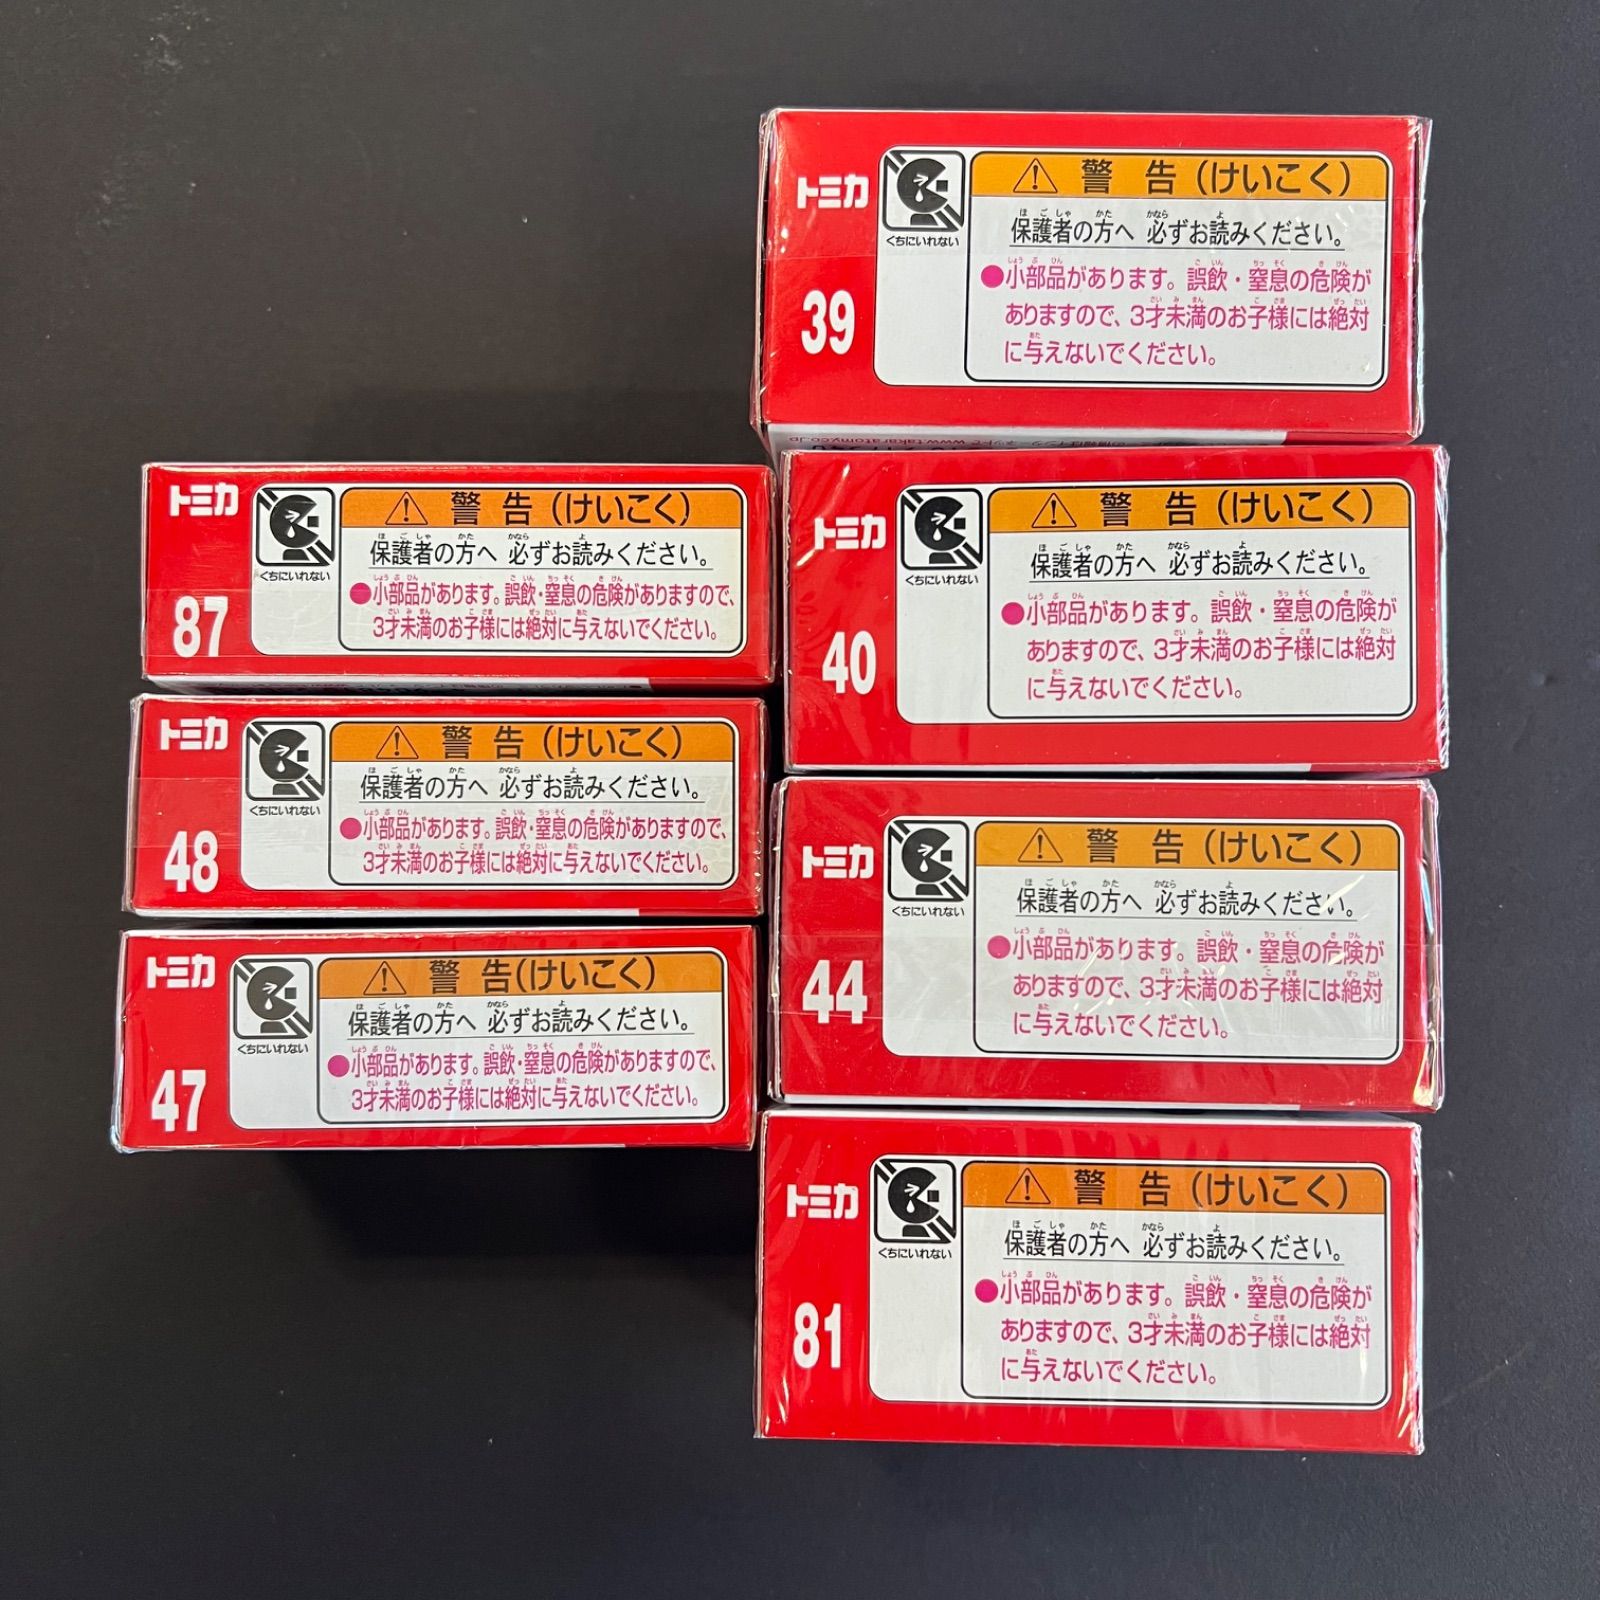 トミカ
87
くちにいれない
警告(けいこく)
保護者の方へ 必ずお読みください。
●小部品があります。誤飲・窒息の危険がありますので、
3才未満のお子様には絶対に与えないでください。
トミカ
48
くちにいれない
警告(けいこく)
保護者の方へ 必ずお読みください。
●小部品があります。誤飲・窒息の危険がありますので、
3才未満のお子様には絶対に与えないでください。
トミカ
47
くちにいれない
警告(けいこく)
保護者の方へ 必ずお読みください。
●小部品があります。誤飲・窒息の危険がありますので、
3才未満のお子様には絶対に与えないでください。
トミカ
39
くちにいれない
警告(けいこく)
保護者の方へ 必ずお読みください。
●小部品があります。誤飲・窒息の危険が
ありますので、3才未満のお子様には絶対
に与えないでください。
www.takaratomy.co.jp
トミカ
40
くちにいれない
警告(けいこく)
保護者の方へ 必ずお読みください。
●小部品があります。誤飲・窒息の危険が
ありますので、3才未満のお子様には絶対
に与えないでください。
トミカ
44
くちにいれない
警告(けいこく)
保護者の方へ 必ずお読みください。
●小部品があります。誤飲・窒息の危険が
ありますので、3才未満のお子様には絶対
に与えないでください。
トミカ
81
くちにいれない
警告(けいこく)
保護者の方へ 必ずお読みください。
●小部品があります。誤飲・窒息の危険が
ありますので、3才未満のお子様には絶対
に与えないでください。